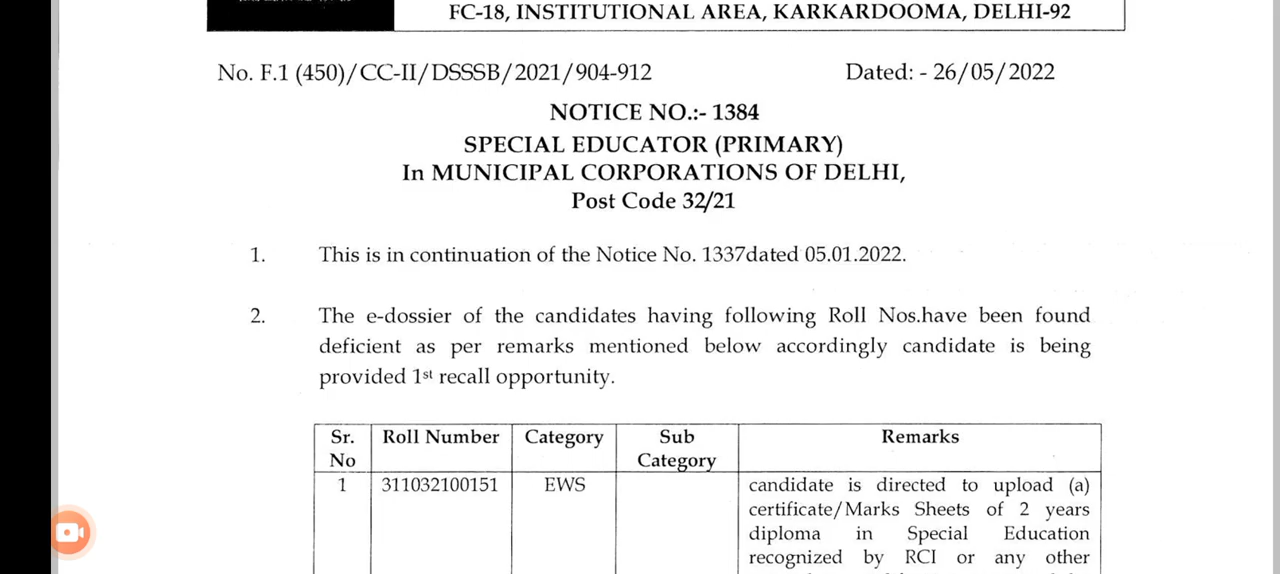 FC-18, INSTITUTIONAL AREA, KARKARDOOMA, DELHI-92
No. F.1 (450)/CC-II/DSSSB/2021/904-912 Dated: - 26/05/2022
NOTICE NO.:- 1384
SPECIAL EDUCATOR (PRIMARY)
In MUNICIPAL CORPORATIONS OF DELHI,
Post Code 32/21
1. This is in continuation of the Notice No. 1337dated 05.01.2022.
2. The e-dossier of the candidates having following Roll Nos.have been found
deficient as per remarks mentioned below accordingly candidate is being
provided 1st recall opportunity.
Sr. No Roll Number Category Sub Category Remarks
1 311032100151 EWS candidate is directed to upload (a)
certificate/Marks Sheets of 2 years
diploma in Special Education
recognized by RCI or any other